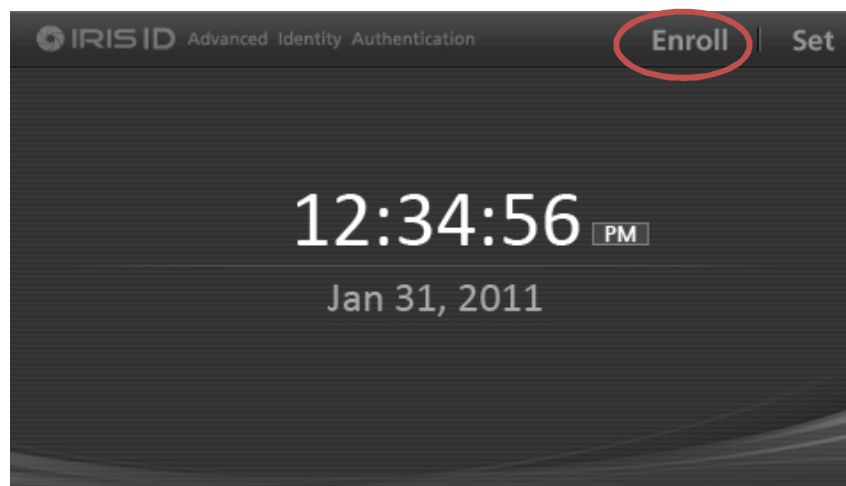 IRIS ID Advanced Identity Authentication Enroll Set
12:34:56 PM
Jan 31, 2011